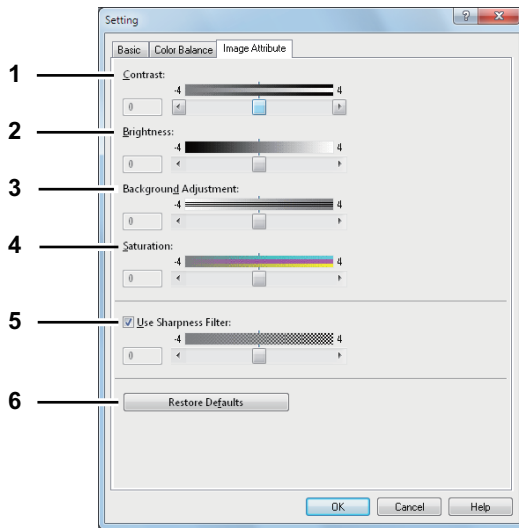 Setting
Basic Color Balance Image Attribute
1 Contrast:
-4 4
0
2 Brightness:
-4 4
0
3 Background Adjustment:
-4 4
0
4 Saturation:
-4 4
0
5 Use Sharpness Filter:
-4 4
0
6 Restore Defaults
OK Cancel Help